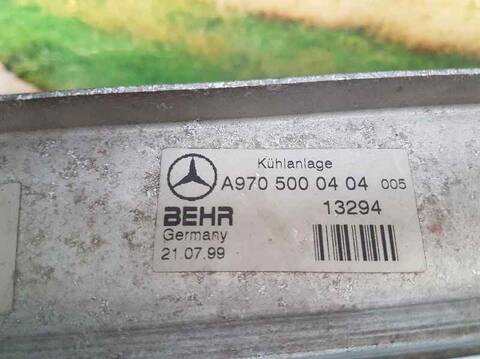 Kühlanlage
A970 500 04 04 005
BEHR 13294
Germany
21.07.99